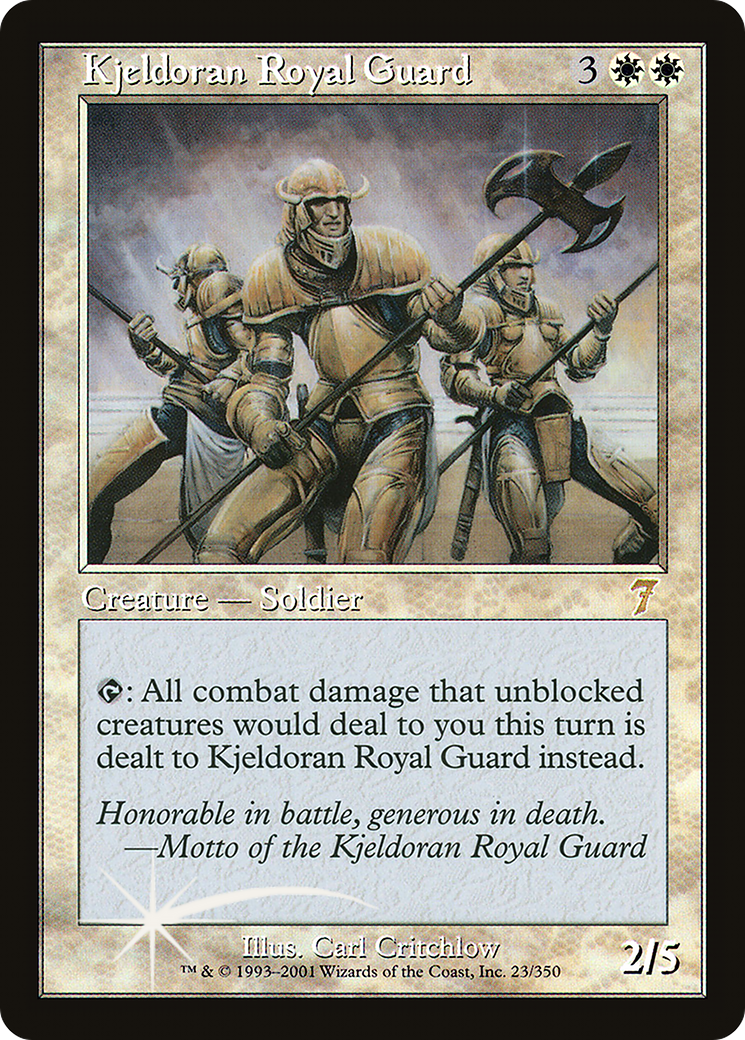 Kjeldoran Royal Guard 3
Creature — Soldier 7
: All combat damage that unblocked
creatures would deal to you this turn is
dealt to Kjeldoran Royal Guard instead.
Honorable in battle, generous in death.
—Motto of the Kjeldoran Royal Guard
Illus. Carl Critchlow
2/5
™ & © 1993–2001 Wizards of the Coast, Inc. 23/350